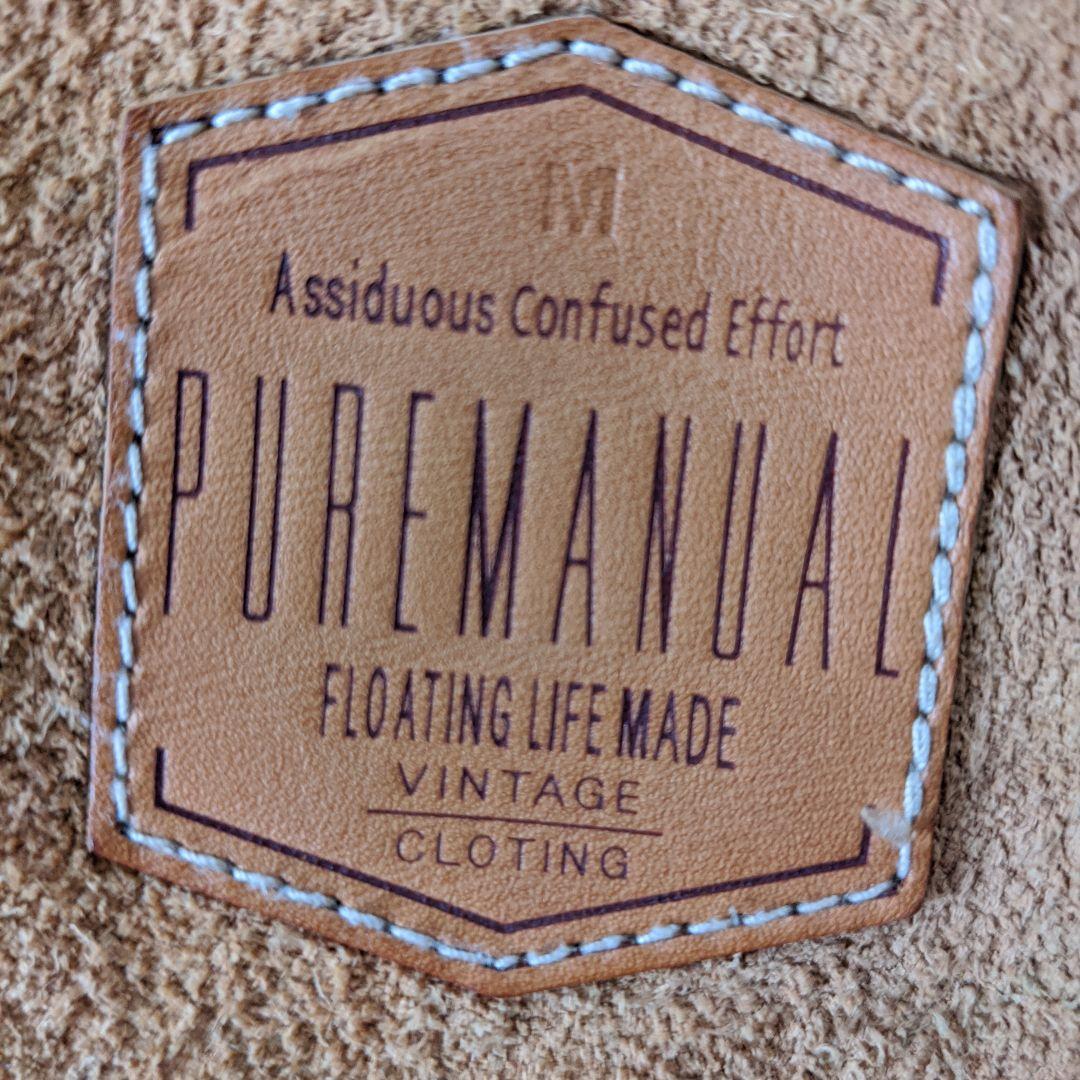 M
Assiduous Confused Effort
PUREMANUAL
FLOATING LIFE MADE
VINTAGE
CLOTING